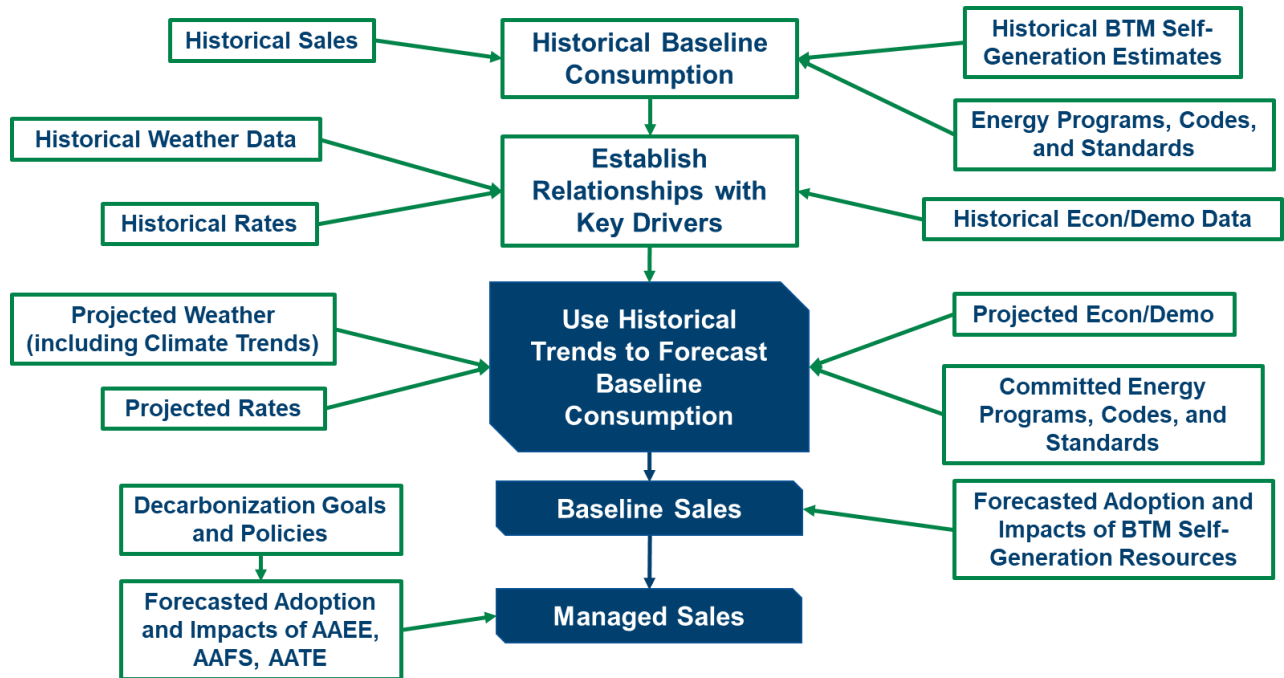 Historical Sales
Historical Baseline
Consumption
Historical BTM Self-
Generation Estimates
Energy Programs, Codes,
and Standards
Historical Weather Data
Establish
Relationships with
Key Drivers
Historical Rates
Historical Econ/Demo Data
Projected Weather
(including Climate Trends)
Use Historical
Trends to Forecast
Baseline
Consumption
Projected Econ/Demo
Projected Rates
Committed Energy
Programs, Codes, and
Standards
Decarbonization Goals
and Policies
Baseline Sales
Forecasted Adoption and
Impacts of BTM Self-
Generation Resources
Forecasted Adoption
and Impacts of AAEE,
AAFS, AATE
Managed Sales